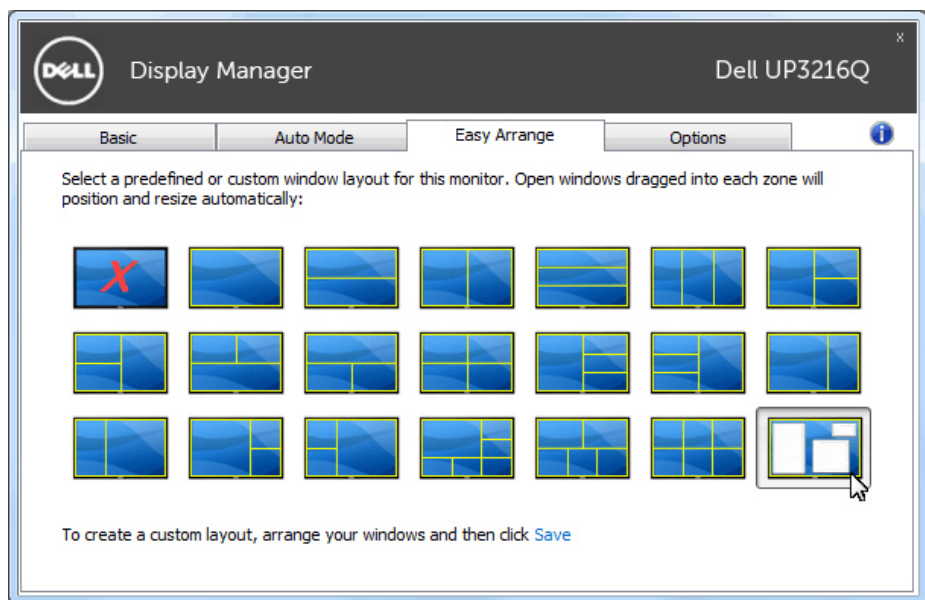 x
DELL
Display Manager
Dell UP3216Q
Basic
Auto Mode
Easy Arrange
Options
i
Select a predefined or custom window layout for this monitor. Open windows dragged into each zone will
position and resize automatically:
X
To create a custom layout, arrange your windows and then click Save